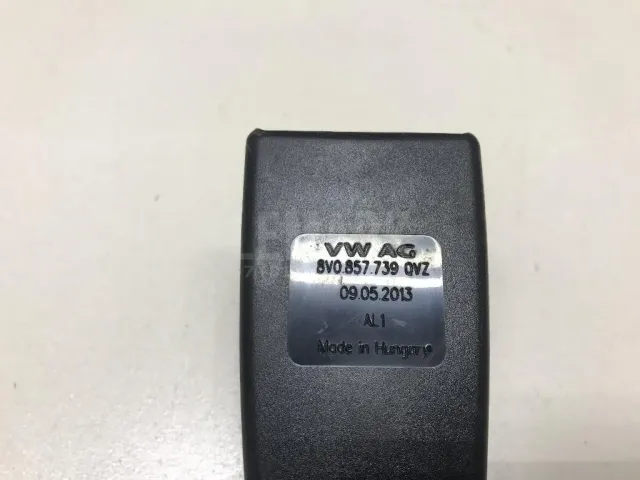 VW AG
8V0.857.739 QVZ
09.05.2013
AL1
Made in Hungary